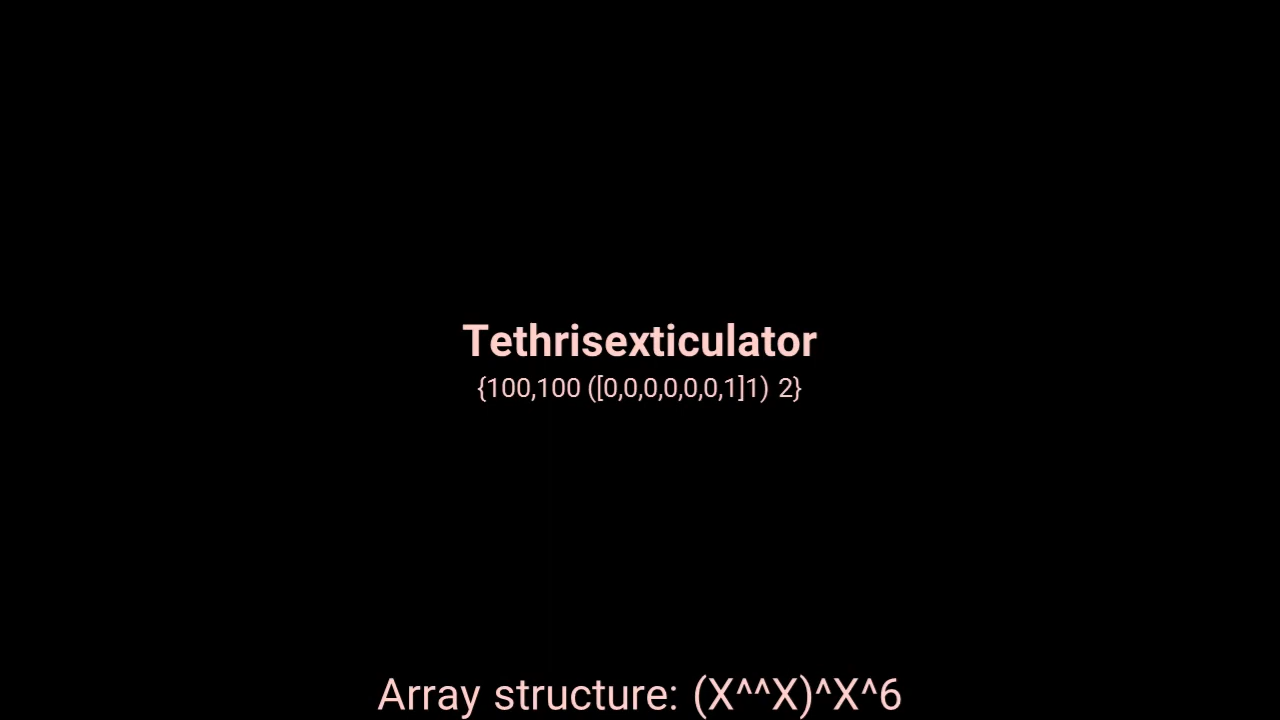 Tethrisexticulator
{100,100 ([0,0,0,0,0,0,1]1) 2}
Array structure: (X^^X)^X^6